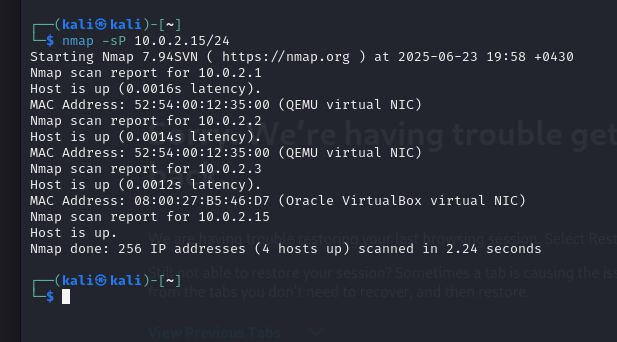 (kali㉿kali)-[~]
$ nmap -sP 10.0.2.15/24
Starting Nmap 7.94SVN ( https://nmap.org ) at 2025-06-23 19:58 +0430
Nmap scan report for 10.0.2.1
Host is up (0.0016s latency).
MAC Address: 52:54:00:12:35:00 (QEMU virtual NIC)
Nmap scan report for 10.0.2.2
Host is up (0.0014s latency).
MAC Address: 52:54:00:12:35:00 (QEMU virtual NIC)
Nmap scan report for 10.0.2.3
Host is up (0.0012s latency).
MAC Address: 08:00:27:B5:46:D7 (Oracle VirtualBox virtual NIC)
Nmap scan report for 10.0.2.15
Host is up.
Nmap done: 256 IP addresses (4 hosts up) scanned in 2.24 seconds
(kali㉿kali)-[~]
$
We're having trouble get
We are having trouble restoring your last browsing session. Select Rest
Still not able to restore your session? Sometimes a tab is causing the iss
from the tabs you don't need to recover, and then restore.
View Previous Tabs